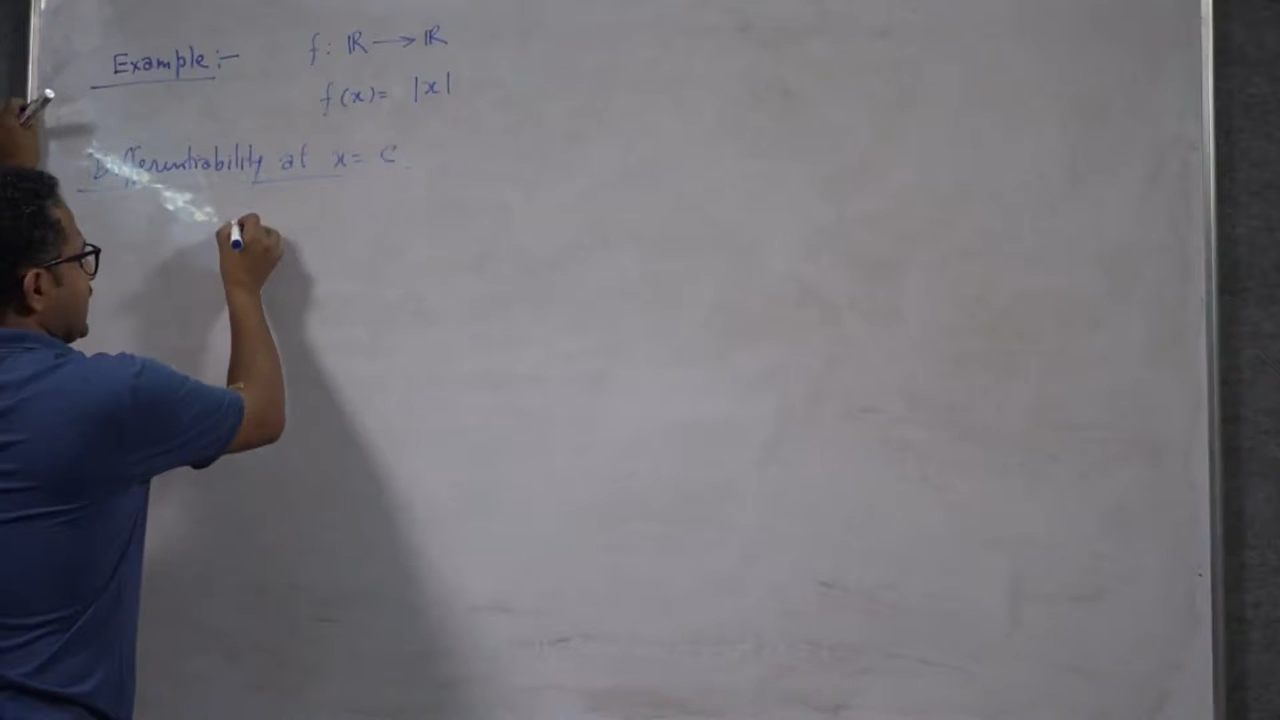 Example :-
f: ℝ → ℝ
f(x) = |x|
Differentiability at x = c